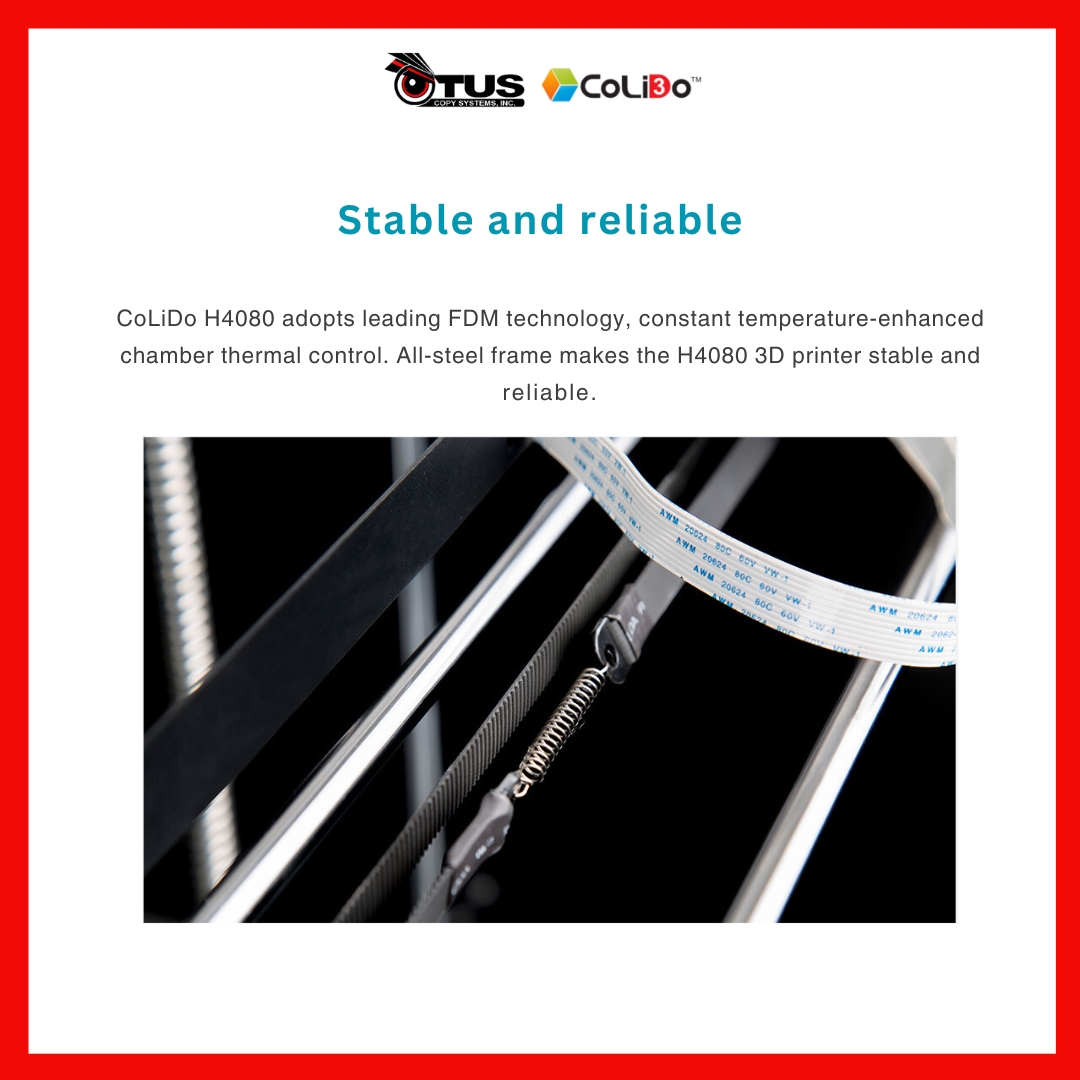 OTUS
COPY SYSTEMS, INC.
CoLiDo™
Stable and reliable
CoLiDo H4080 adopts leading FDM technology, constant temperature-enhanced
chamber thermal control. All-steel frame makes the H4080 3D printer stable and
reliable.
AWM 20624 80C 60V VW-1
AWM 20624 80C 60V VW-1
AWM 20624 80C 60V VW-1
AWM 20624 80C 60V VW-1
AWM 20624
AWM
AWM